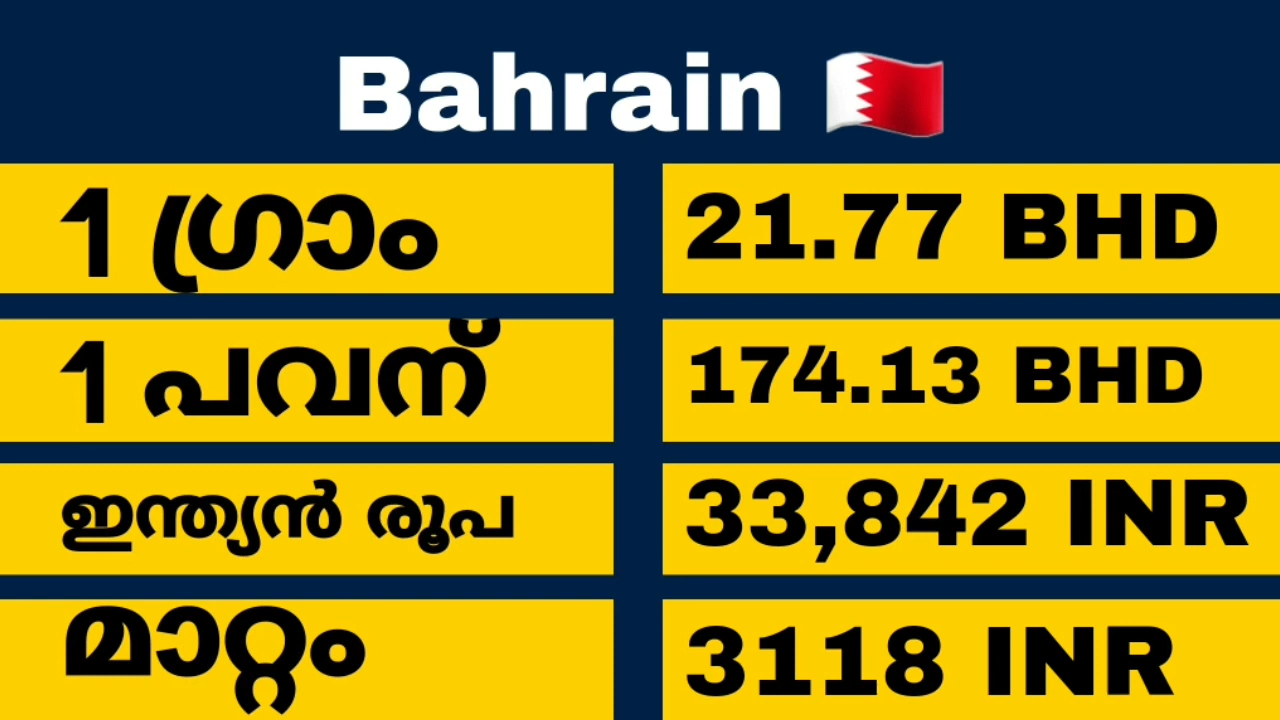 Bahrain 🇧🇭
1 ഗ്രാം 21.77 BHD
1 പവന് 174.13 BHD
ഇന്ത്യൻ രൂപ 33,842 INR
മാറ്റം 3118 INR